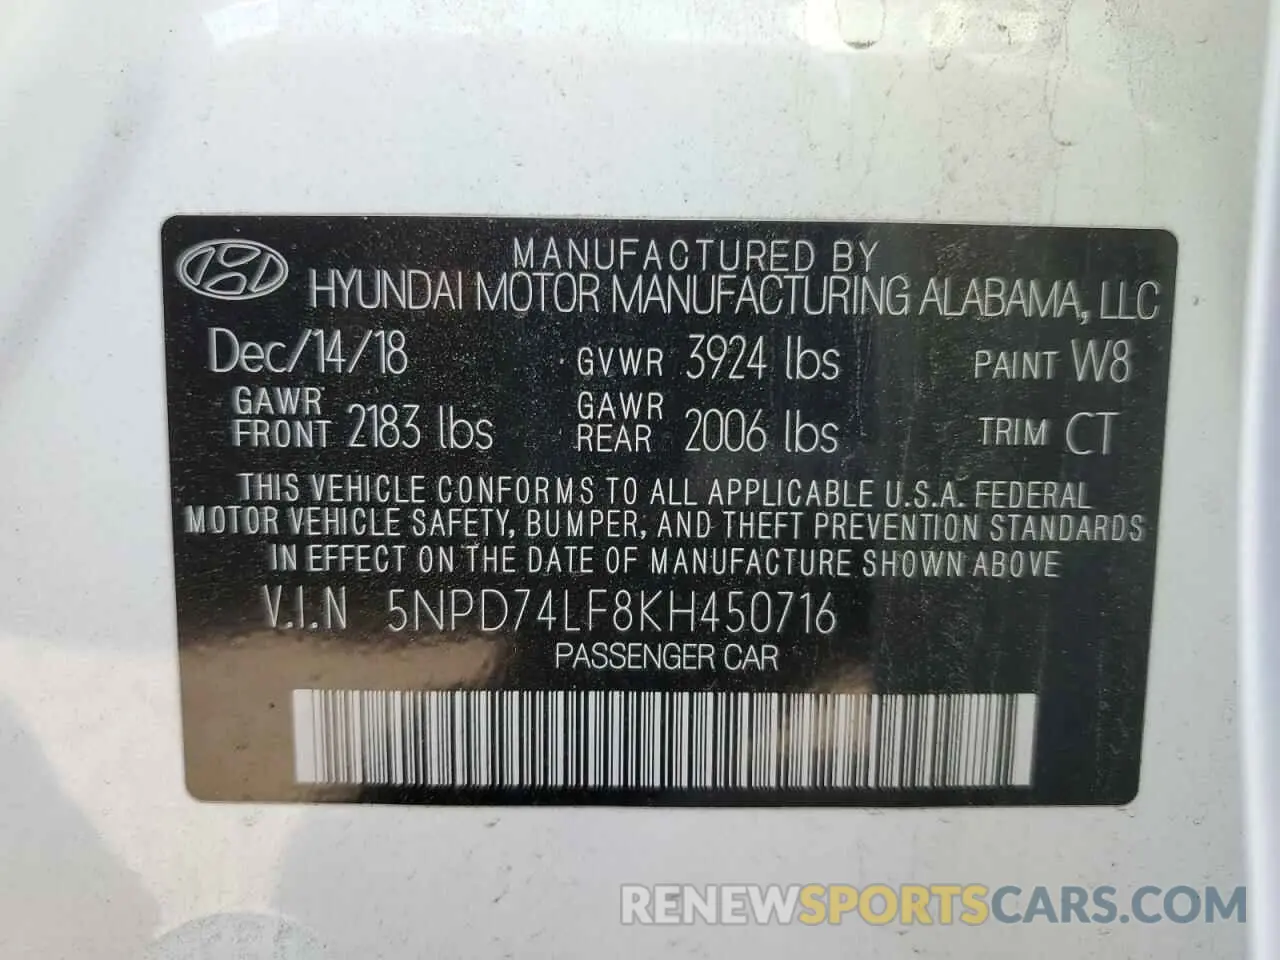 MANUFACTURED BY
HYUNDAI MOTOR MANUFACTURING ALABAMA, LLC
Dec/14/18 GVWR 3924 lbs PAINT W8
GAWR FRONT 2183 lbs GAWR REAR 2006 lbs TRIM CT
THIS VEHICLE CONFORMS TO ALL APPLICABLE U.S.A. FEDERAL
MOTOR VEHICLE SAFETY, BUMPER, AND THEFT PREVENTION STANDARDS
IN EFFECT ON THE DATE OF MANUFACTURE SHOWN ABOVE
V.I.N 5NPD74LF8KH450716
PASSENGER CAR
RENEWSPORTSCARS.COM